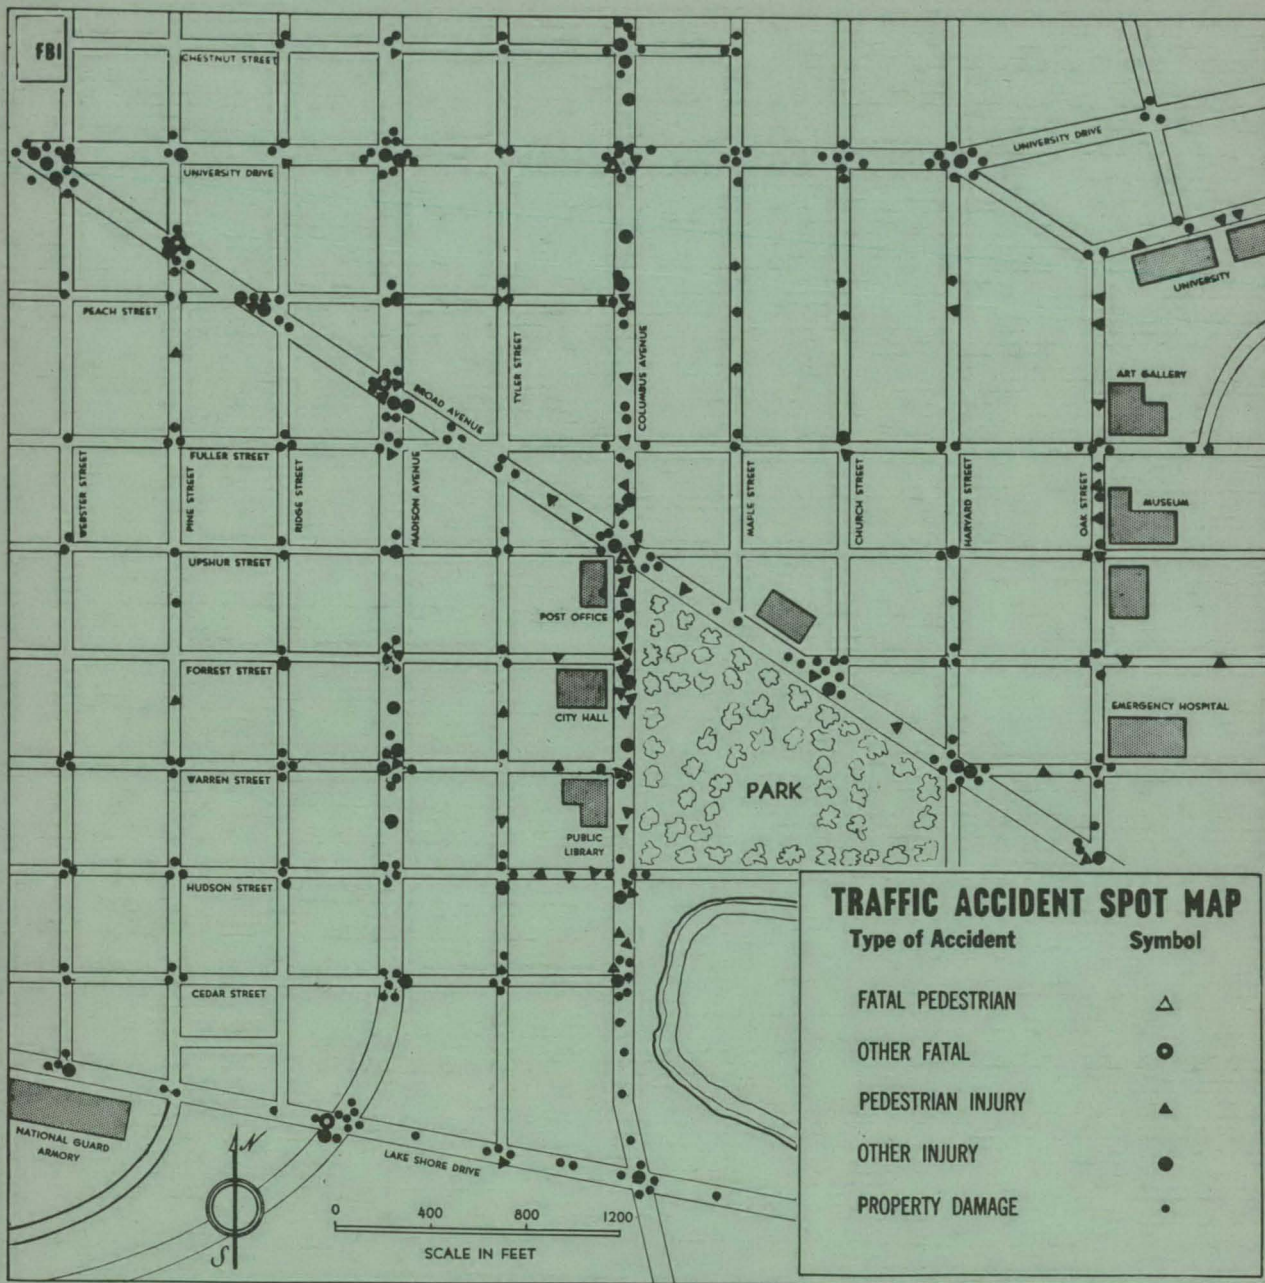 FBI
CHESTNUT STREET
UNIVERSITY DRIVE
UNIVERSITY DRIVE
UNIVERSITY
PEACH STREET
TYLER STREET
COLUMBUS AVENUE
BROAD AVENUE
ART GALLERY
WEBSTER STREET
PINE STREET
RIDGE STREET
MADISON AVENUE
MAPLE STREET
CHURCH STREET
HARVARD STREET
OAK STREET
FULLER STREET
MUSEUM
UPSHUR STREET
POST OFFICE
FORREST STREET
CITY HALL
EMERGENCY HOSPITAL
WARREN STREET
PARK
PUBLIC
LIBRARY
HUDSON STREET
CEDAR STREET
NATIONAL GUARD
ARMORY
LAKE SHORE DRIVE
N
S
0 400 800 1200
SCALE IN FEET
TRAFFIC ACCIDENT SPOT MAP
Type of Accident Symbol
FATAL PEDESTRIAN
OTHER FATAL
PEDESTRIAN INJURY
OTHER INJURY
PROPERTY DAMAGE